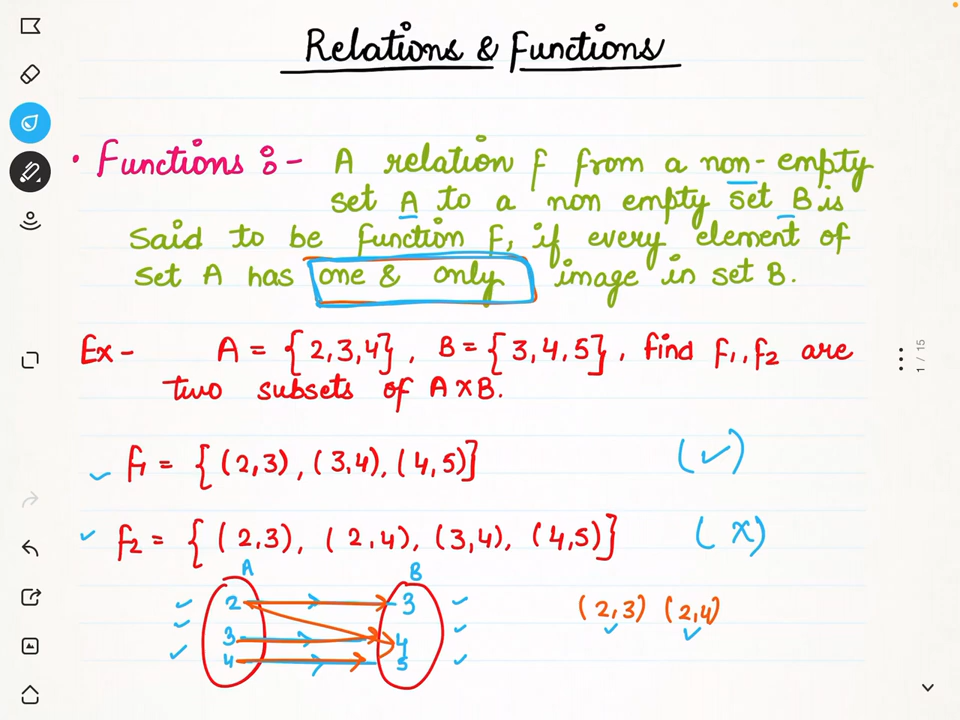 Relations & Functions
• Functions :- A relation f from a non-empty
set A to a non empty set B is
said to be function f, if every element of
set A has one & only image in set B.
Ex - A = {2,3,4}, B = {3,4,5}, find f1, f2 are
two subsets of A×B.
f1 = {(2,3), (3,4), (4,5)} (✓)
f2 = {(2,3), (2,4), (3,4), (4,5)} (×)
A B
2 3
3 4
4 5
(2,3) (2,4)
1 / 15